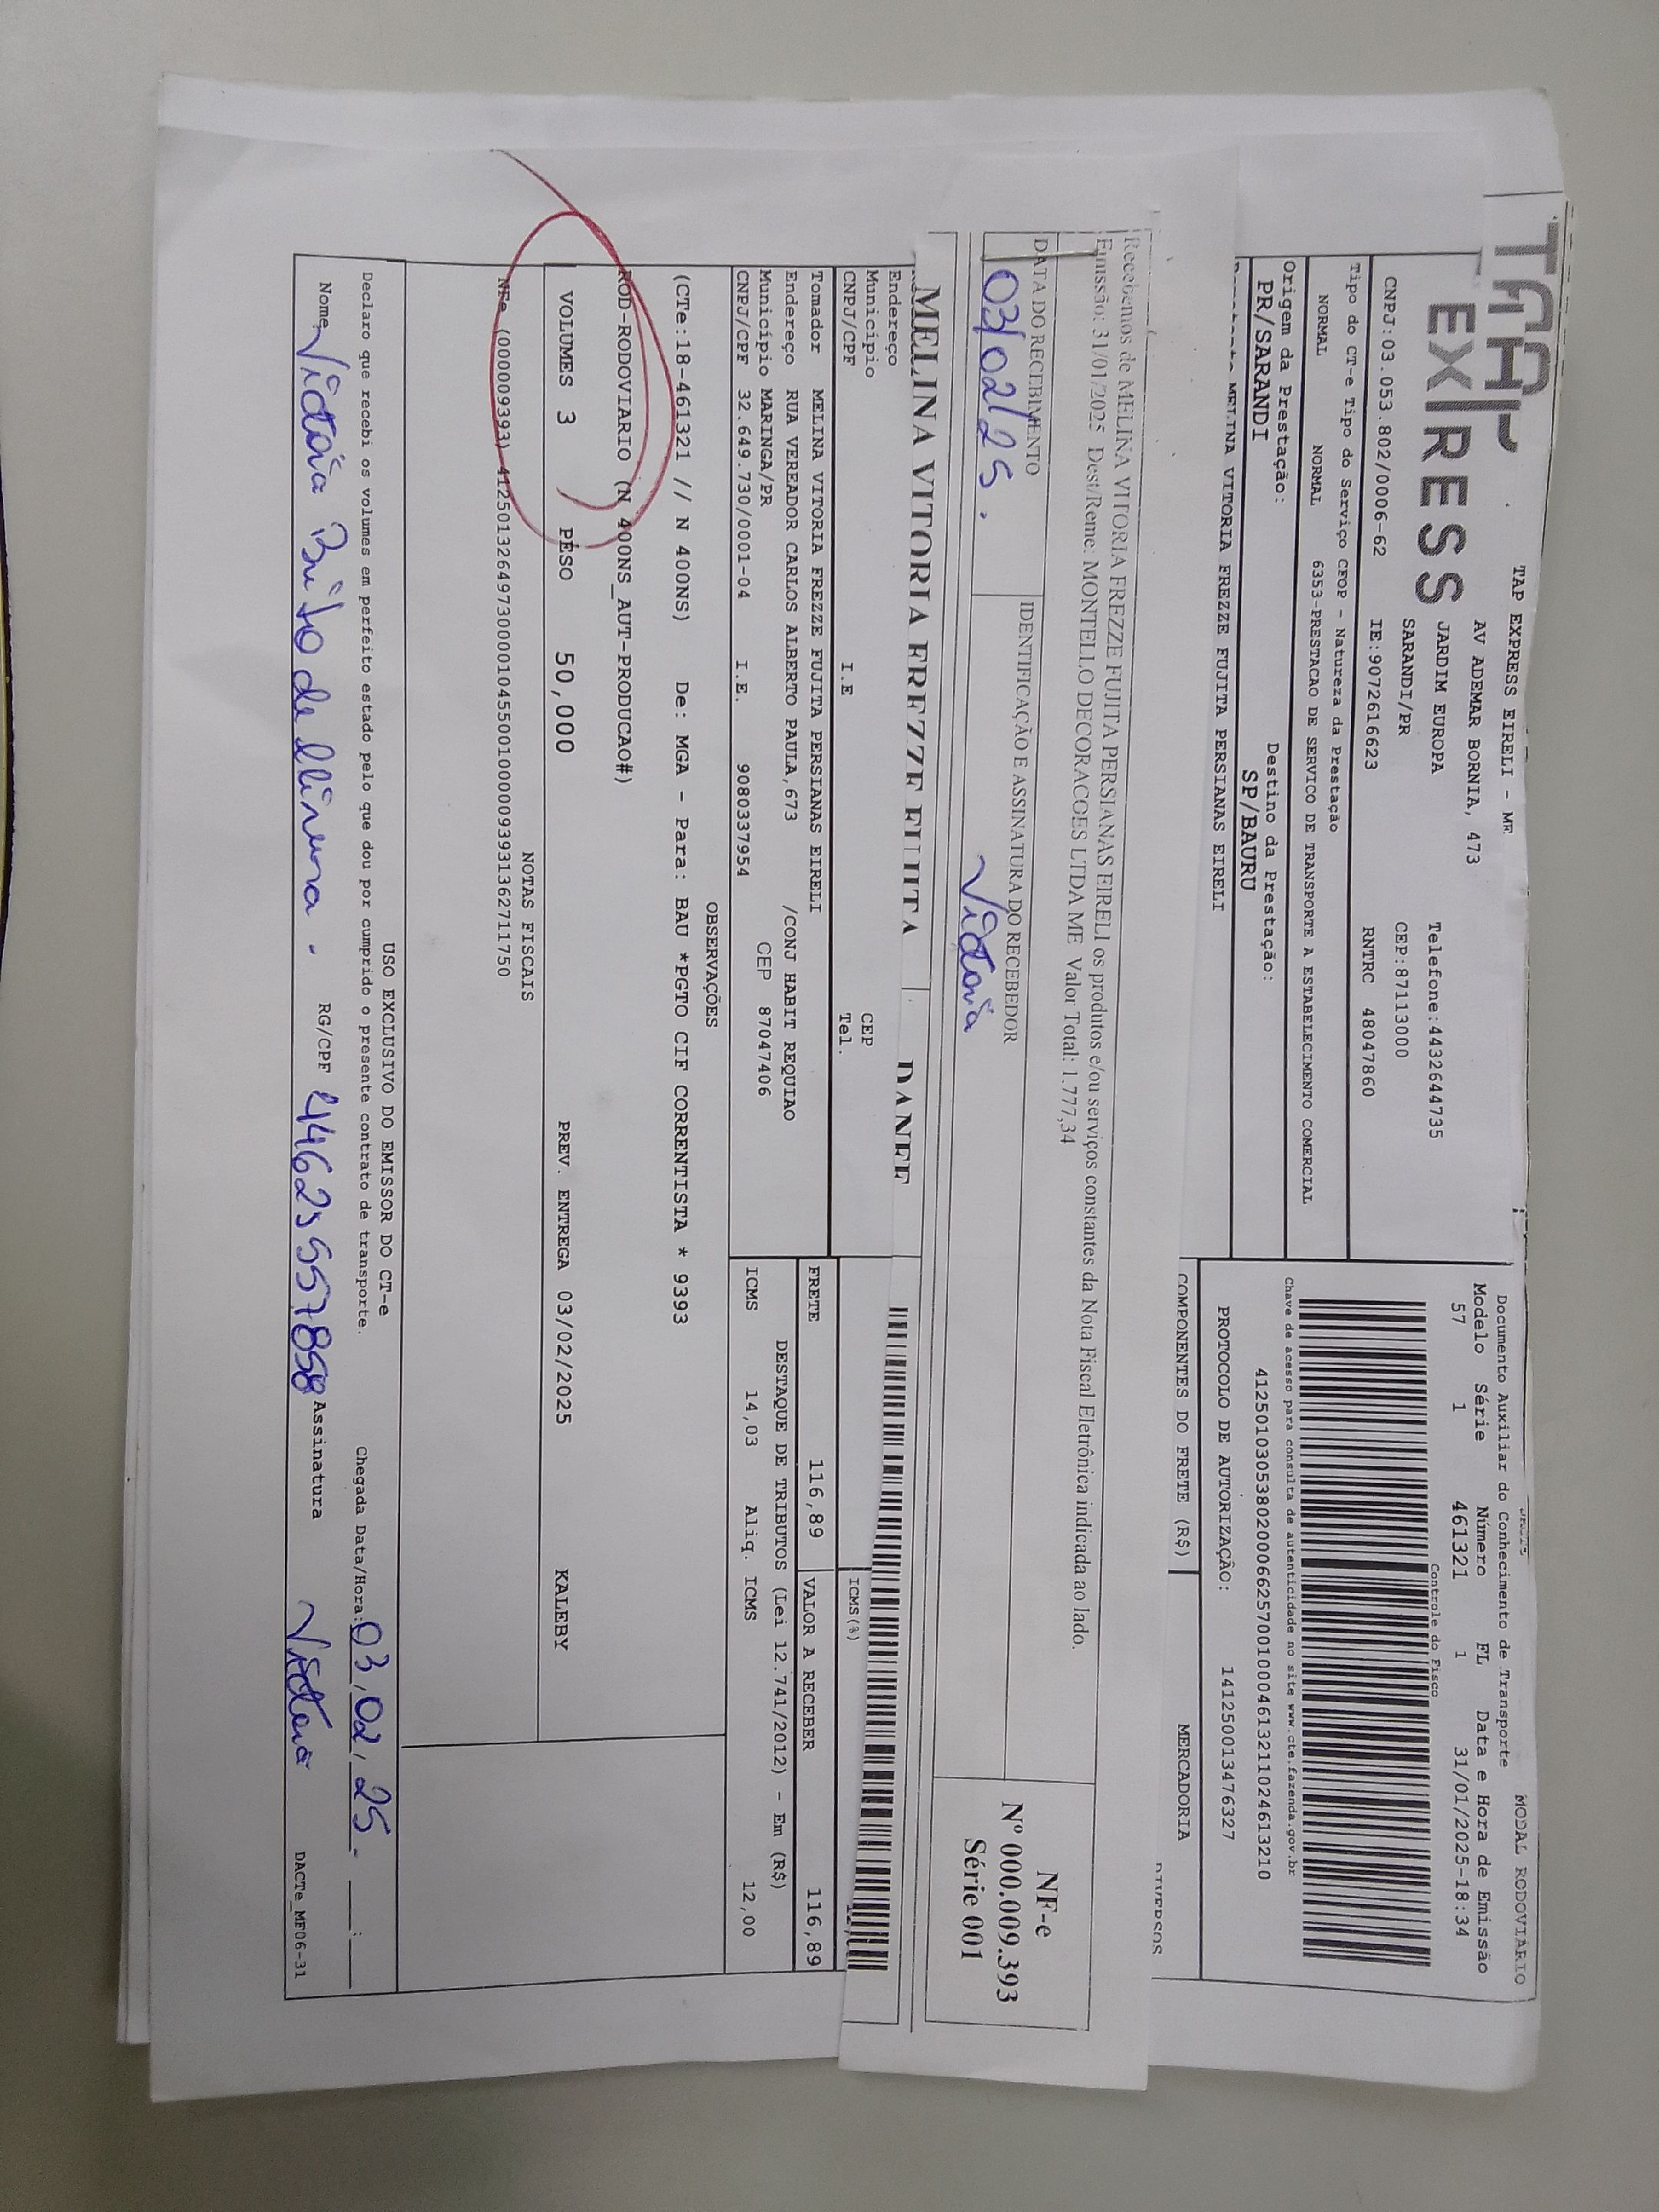 TAP EXPRESS EIRELI - ME
EXPRESS
AV ADEMAR BORNIA, 473
JARDIM EUROPA
Telefone:4432644735
SARANDI/PR
CEP:87113000
CNPJ:03.053.802/0006-62
IE:9072616623
RNTRC 48047860
Tipo do CT-e Tipo do Serviço CFOP - Natureza da Prestação
NORMAL NORMAL 6353-PRESTACAO DE SERVICO DE TRANSPORTE A ESTABELECIMENTO COMERCIAL
Origem da Prestação: Destino da Prestação:
PR/SARANDI SP/BAURU
MELINA VITORIA FREZZE FUJITA PERSIANAS EIRELI
MODAL RODOVIÁRIO
Documento Auxiliar do Conhecimento de Transporte
Modelo Série Número FL Data e Hora de Emissão
57 1 461321 1 31/01/2025-18:34
Controle do Fisco
Chave de acesso para consulta de autenticidade no site www.cte.fazenda.gov.br
41250103053802000662570010004613211024613210
PROTOCOLO DE AUTORIZAÇÃO: 141250013476327
COMPONENTES DO FRETE (R$) MERCADORIA
DIVERSOS
Recebemos de MELINA VITORIA FREZZE FUJITA PERSIANAS EIRELI os produtos e/ou serviços constantes da Nota Fiscal Eletrônica indicada ao lado.
Emissão: 31/01/2025 Dest/Reme: MONTELLO DECORACOES LTDA ME Valor Total: 1.777,34
DATA DO RECEBIMENTO IDENTIFICAÇÃO E ASSINATURA DO RECEBEDOR
03/02/25. Victoria
NF-e
Nº 000.009.393
Série 001
MELINA VITORIA FREZZE FUJITA DANFE
Endereço
Município CEP
CNPJ/CPF I.E Tel.
ICMS(%)
Tomador MELINA VITORIA FREZZE FUJITA PERSIANAS EIRELI
Endereço RUA VEREADOR CARLOS ALBERTO PAULA,673 /CONJ HABIT REQUIAO
Município MARINGA/PR CEP 87047406
CNPJ/CPF 32.649.730/0001-04 I.E. 9080337954
FRETE 116,89 VALOR A RECEBER 116,89
DESTAQUE DE TRIBUTOS (Lei 12.741/2012) - Em (R$)
ICMS 14,03 Aliq. ICMS 12,00
OBSERVAÇÕES
(CTe:18-461321 // N 400NS) De: MGA - Para: BAU *PGTO CIF CORRENTISTA * 9393
ROD-RODOVIARIO (N 400NS_AUT-PRODUCAO#)
VOLUMES 3 PESO 50,000 PREV. ENTREGA 03/02/2025 KALEBY
NOTAS FISCAIS
NFe (000009393) 41250132649730000104550010000093931362711750
USO EXCLUSIVO DO EMISSOR DO CT-e
Declaro que recebi os volumes em perfeito estado pelo que dou por cumprido o presente contrato de transporte. Chegada Data/Hora: 03,02,25.
Nome Victoria Brito de RG/CPF Assinatura Victoria
DACTe_MF06-31